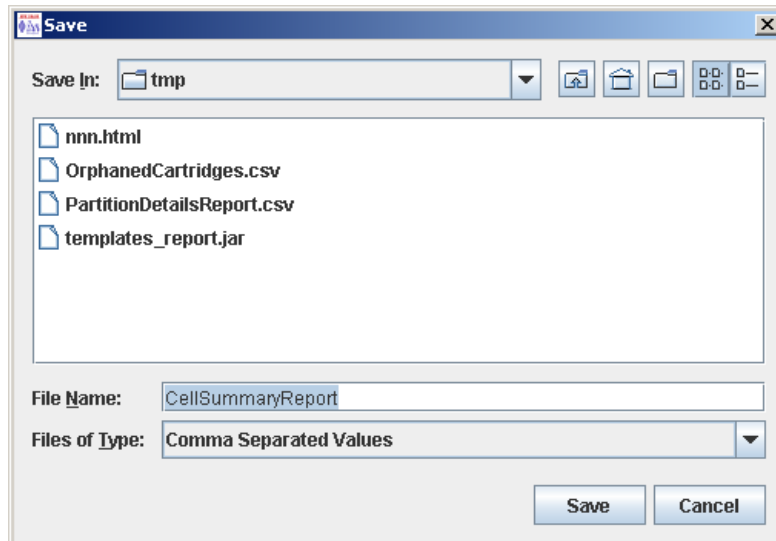 Save
Save In: tmp
nnn.html
OrphanedCartridges.csv
PartitionDetailsReport.csv
templates_report.jar
File Name: CellSummaryReport
Files of Type: Comma Separated Values
Save Cancel